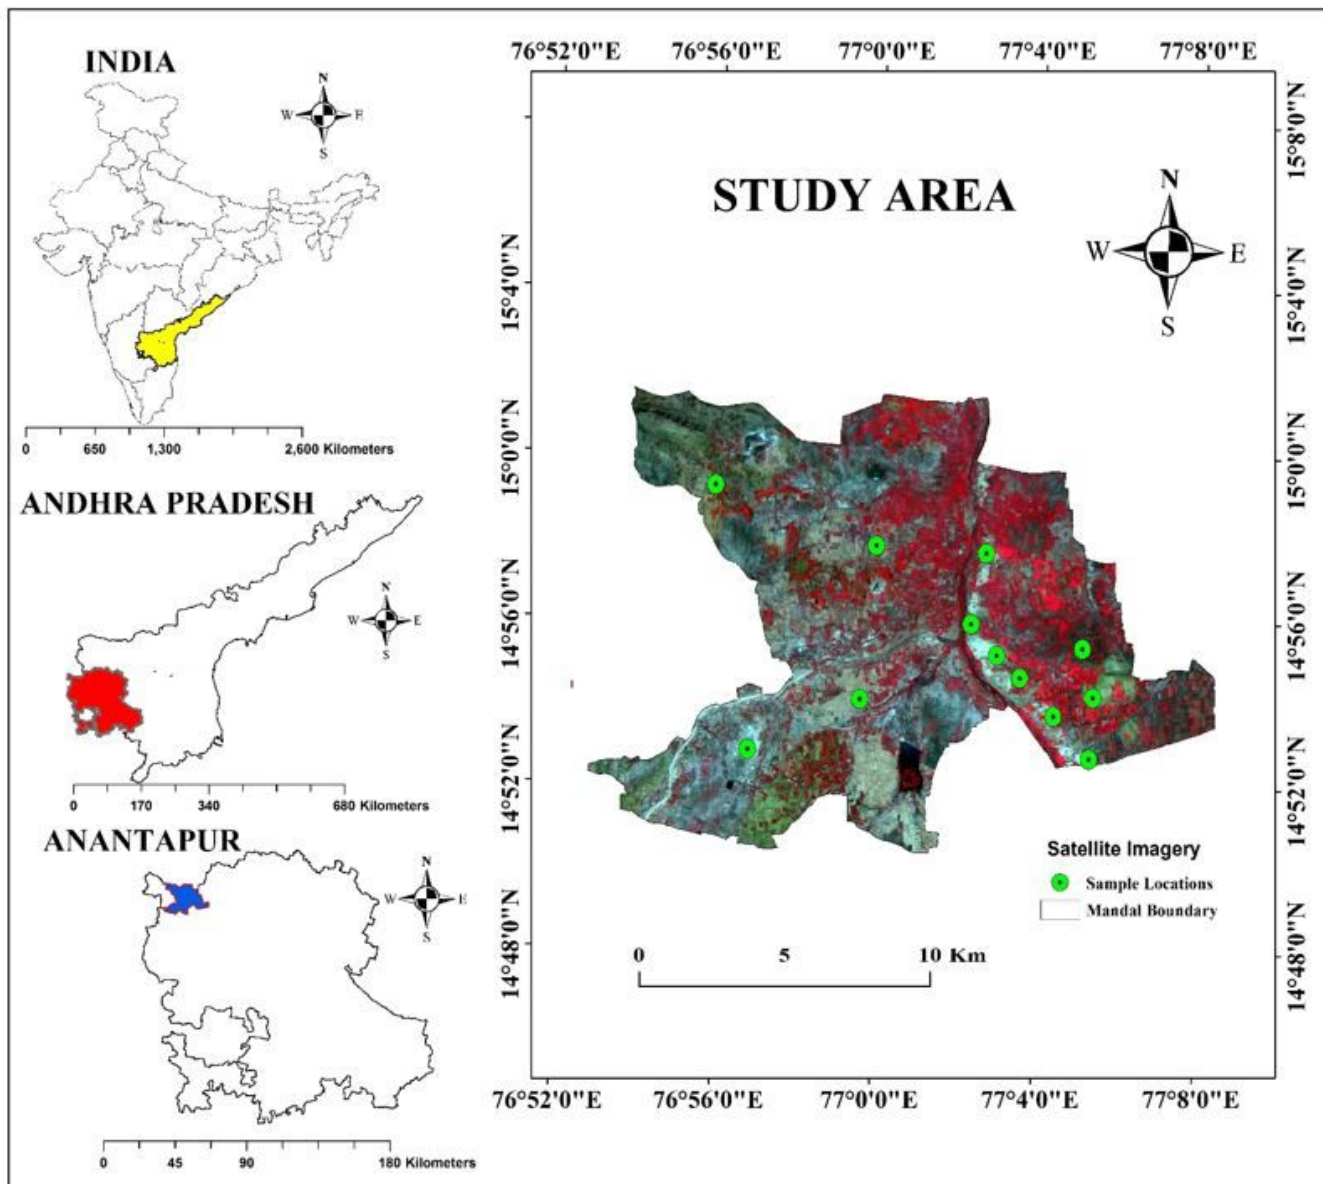 INDIA
N
W E
S
0 650 1,300 2,600 Kilometers
ANDHRA PRADESH
N
W E
S
0 170 340 680 Kilometers
ANANTAPUR
N
W E
S
0 45 90 180 Kilometers
76°52'0"E 76°56'0"E 77°0'0"E 77°4'0"E 77°8'0"E
STUDY AREA
N
W E
S
15°4'0"N
15°0'0"N
14°56'0"N
14°52'0"N
14°48'0"N
15°8'0"N
15°4'0"N
15°0'0"N
14°56'0"N
14°52'0"N
14°48'0"N
Satellite Imagery
Sample Locations
Mandal Boundary
0 5 10 Km
76°52'0"E 76°56'0"E 77°0'0"E 77°4'0"E 77°8'0"E